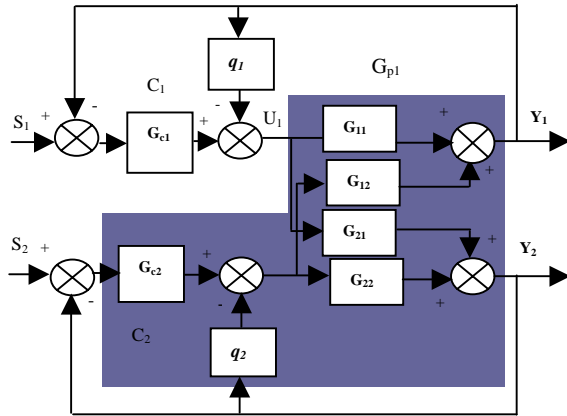 q1
C1
Gp1
+
-
-
+
U1
+
Y1
S1
Gc1
G11
G12
+
G21
S2
+
Gc2
+
+
Y2
-
-
G22
+
C2
q2